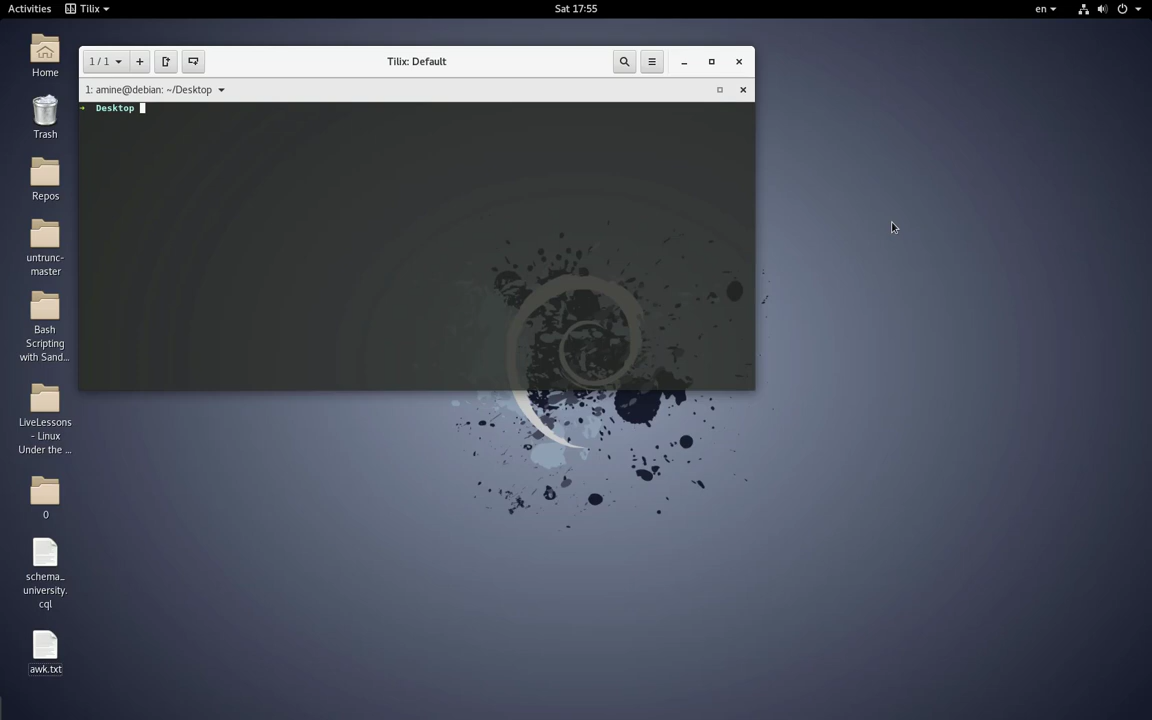 Activities Tilix Sat 17:55 en
1 / 1 Tilix: Default
1: amine@debian: ~/Desktop
→ Desktop
Home
Trash
Repos
untrunc-
master
Bash
Scripting
with Sand...
LiveLessons
- Linux
Under the ...
0
schema_
university.
cql
awk.txt